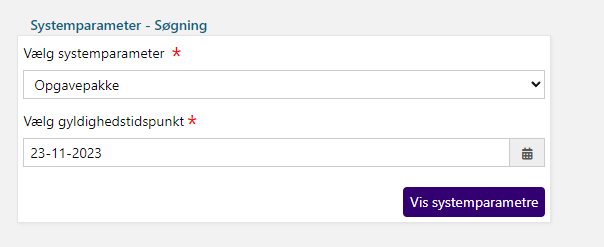 Systemparameter - Søgning
Vælg systemparameter *
Opgavepakke
Vælg gyldighedstidspunkt *
23-11-2023
Vis systemparametre